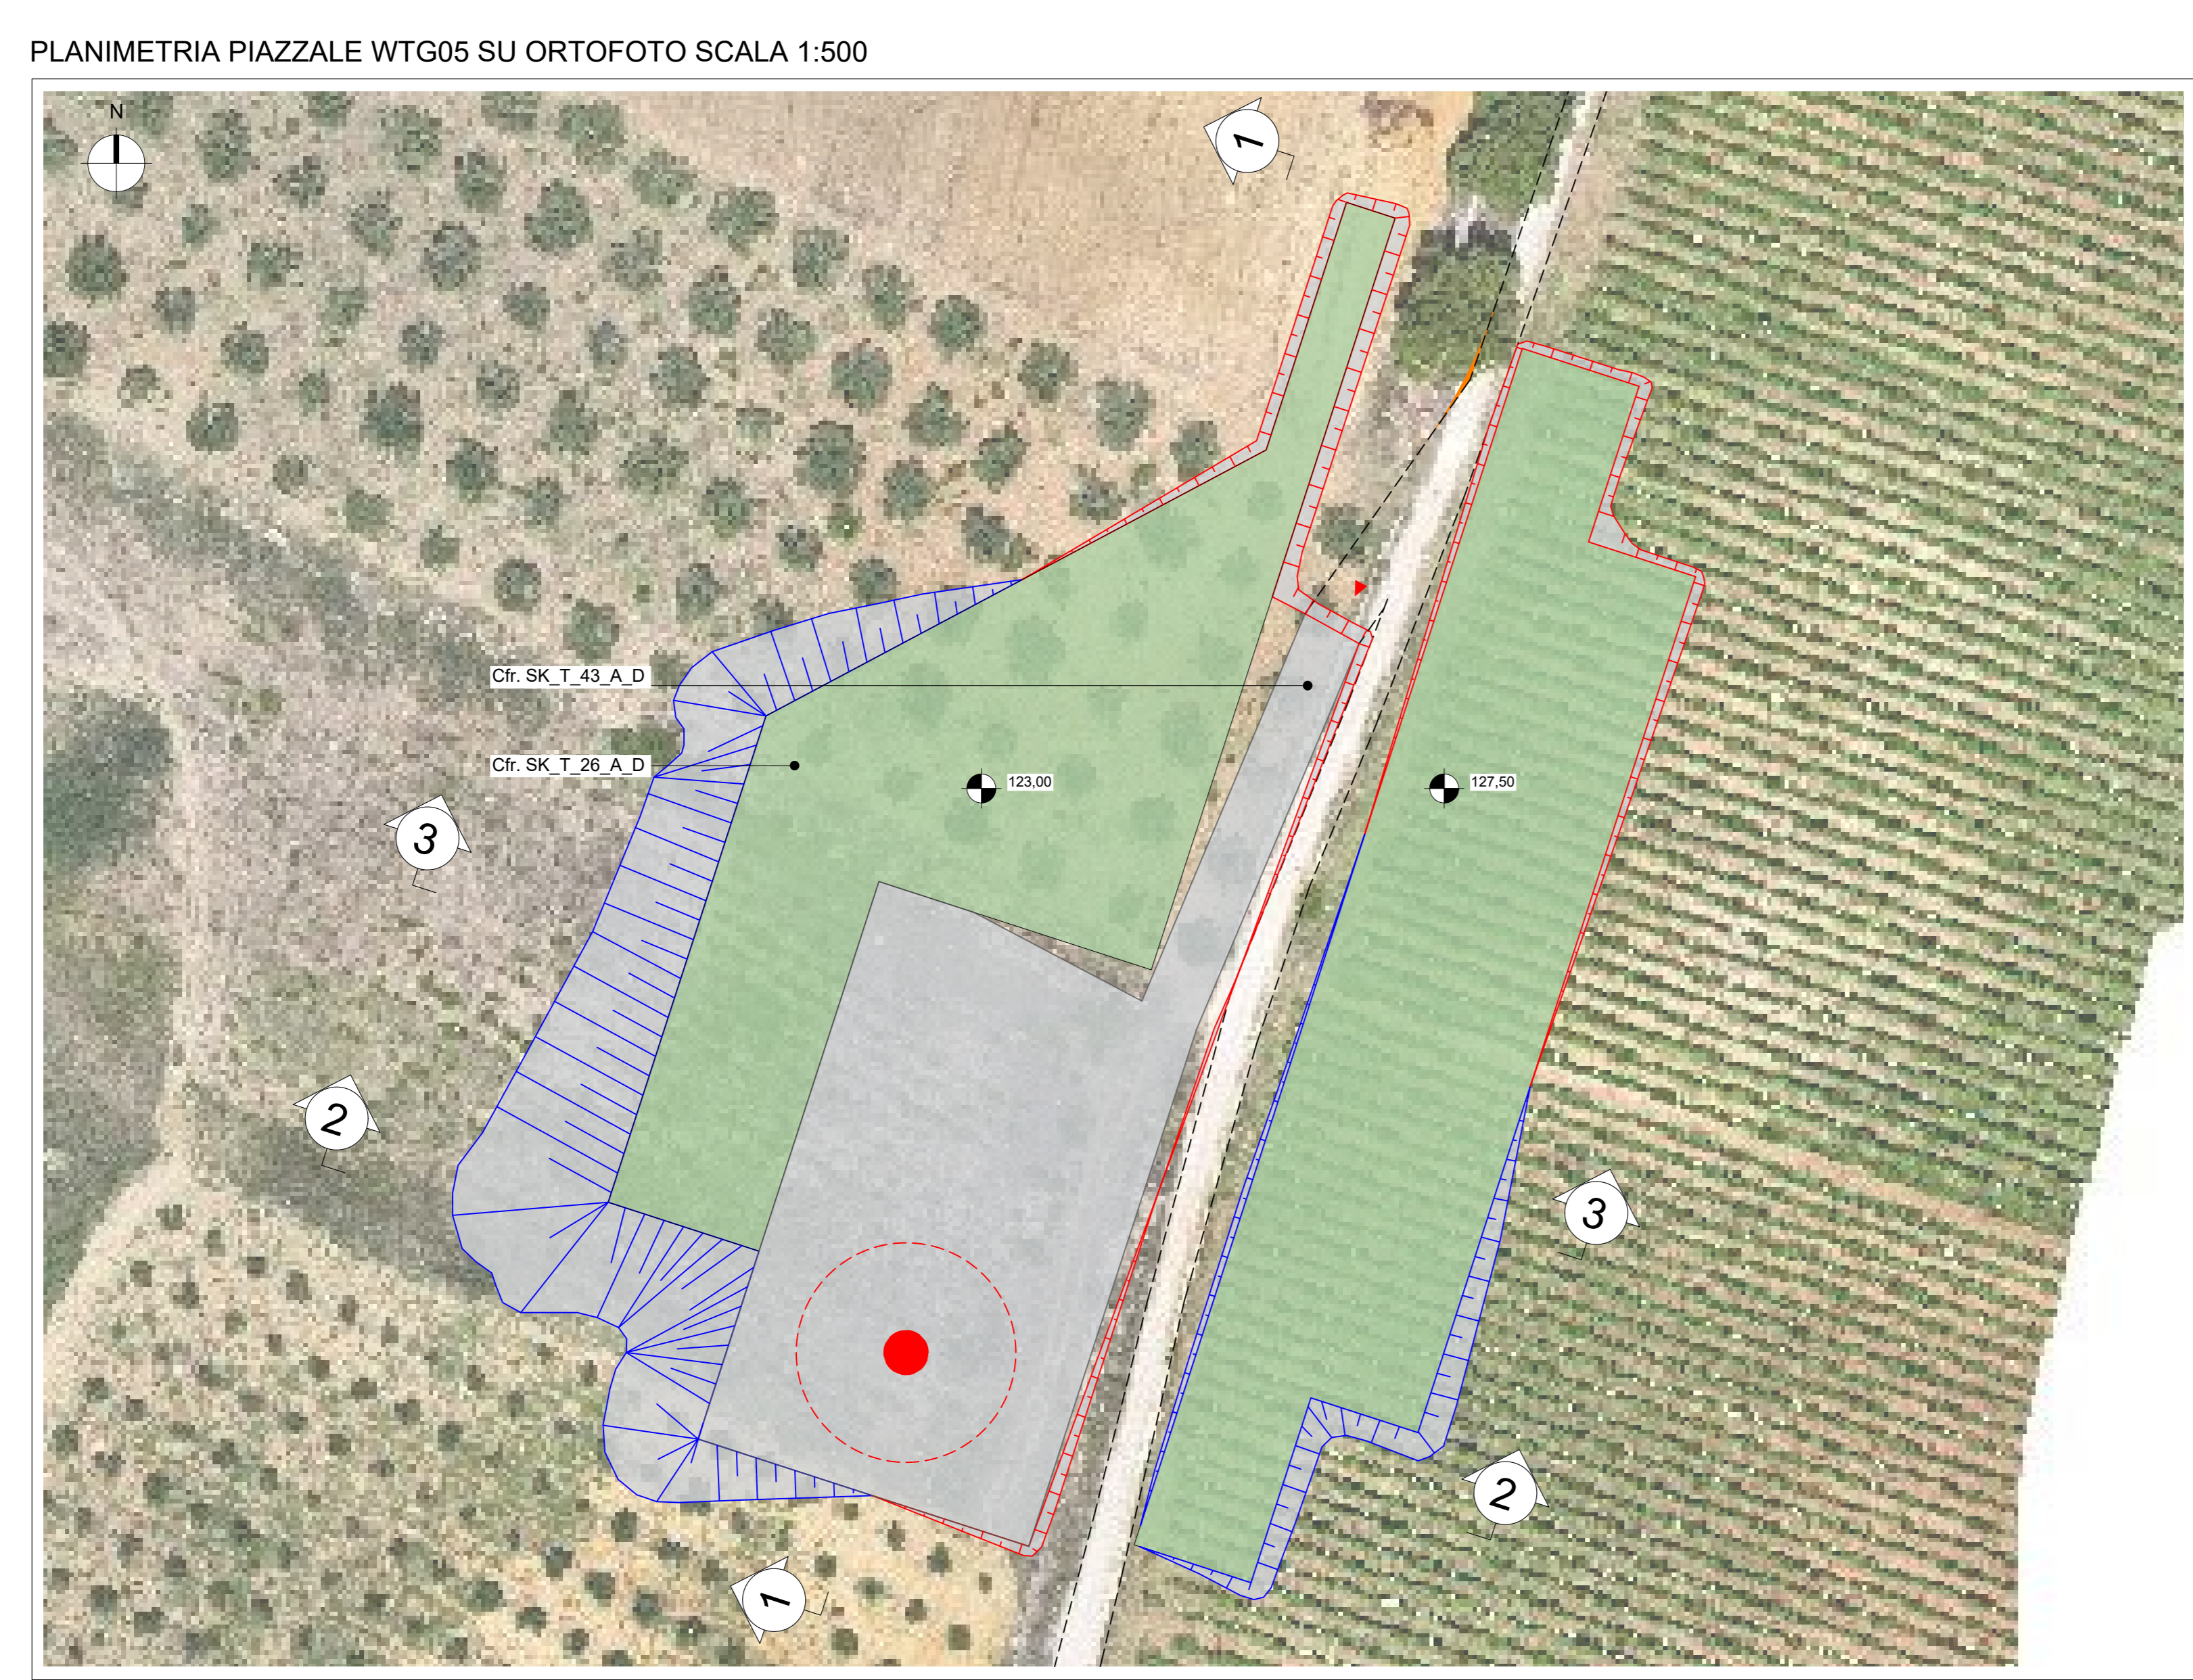 PLANIMETRIA PIAZZALE WTG05 SU ORTOFOTO SCALA 1:500
N
1
Cfr. SK_T_43_A_D
Cfr. SK_T_26_A_D
123,00
127,50
3
2
3
2
1